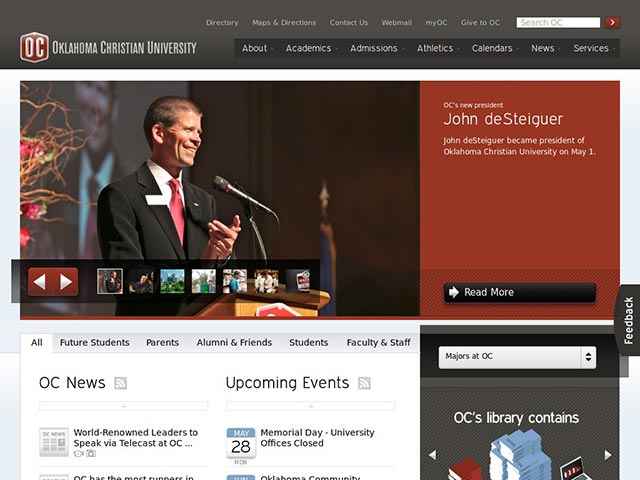 Directory Maps & Directions Contact Us Webmail myOC Give to OC Search OC
OC OKLAHOMA CHRISTIAN UNIVERSITY
About Academics Admissions Athletics Calendars News Services
OC's new president
John deSteiguer
John deSteiguer became president of
Oklahoma Christian University on May 1.
Read More
Feedback
All Future Students Parents Alumni & Friends Students Faculty & Staff
Majors at OC
OC News
OC NEWS
World-Renowned Leaders to
Speak via Telecast at OC ...
OC has the most runners in
Upcoming Events
MAY
28
MON
Memorial Day - University
Offices Closed
JUN
Oklahoma Community
OC's library contains